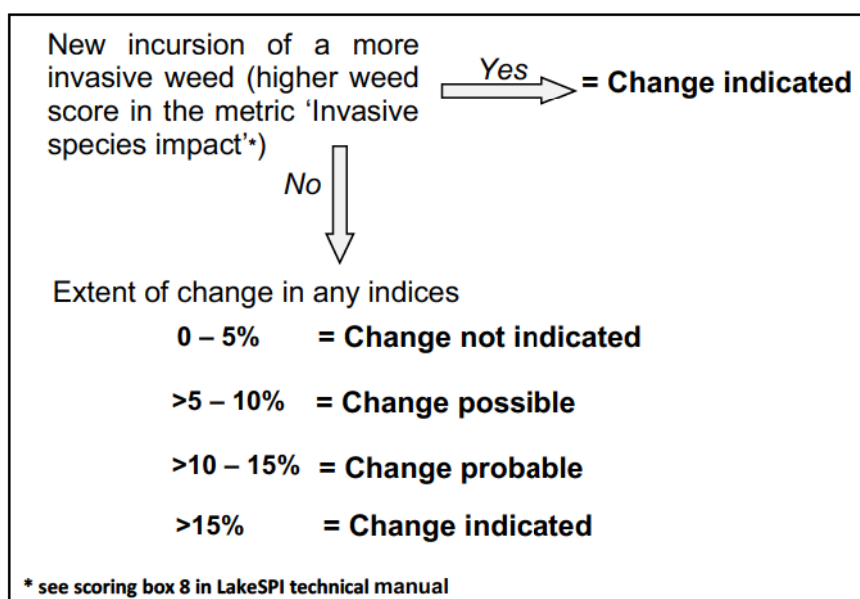 New incursion of a more
invasive weed (higher weed
score in the metric ‘Invasive
species impact’*)
Yes
= Change indicated
No
Extent of change in any indices
0 – 5% = Change not indicated
>5 – 10% = Change possible
>10 – 15% = Change probable
>15% = Change indicated
* see scoring box 8 in LakeSPI technical manual